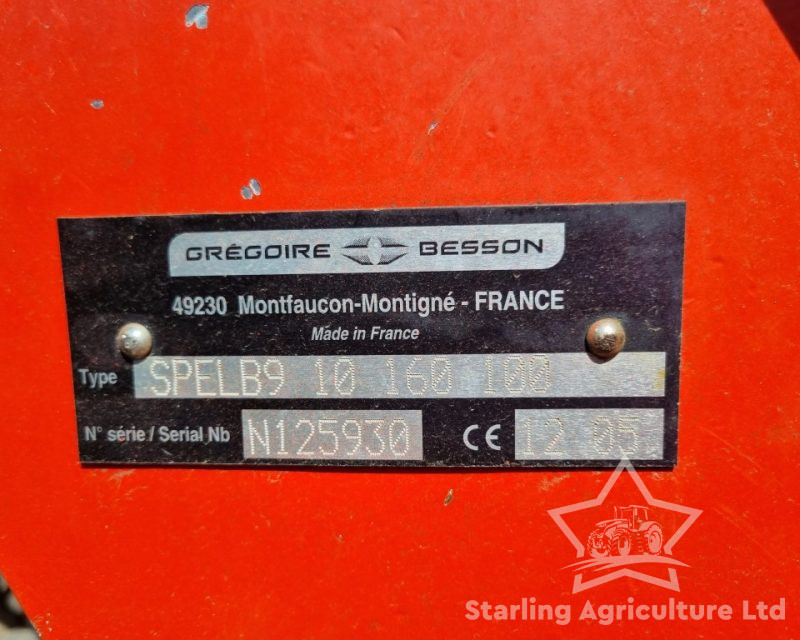 GRÉGOIRE BESSON
49230 Montfaucon-Montigné - FRANCE
Made in France
Type SPELB9 10 160 100
N° série / Serial Nb N125930 CE 12 05
Starling Agriculture Ltd